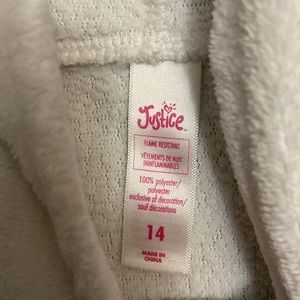 Justice
FLAME RESISTANT
VÊTEMENTS DE NUIT
ININFLAMMABLES
100% polyester/
polyester
exclusive of decoration/
sauf décorations
14
MADE IN
CHINA